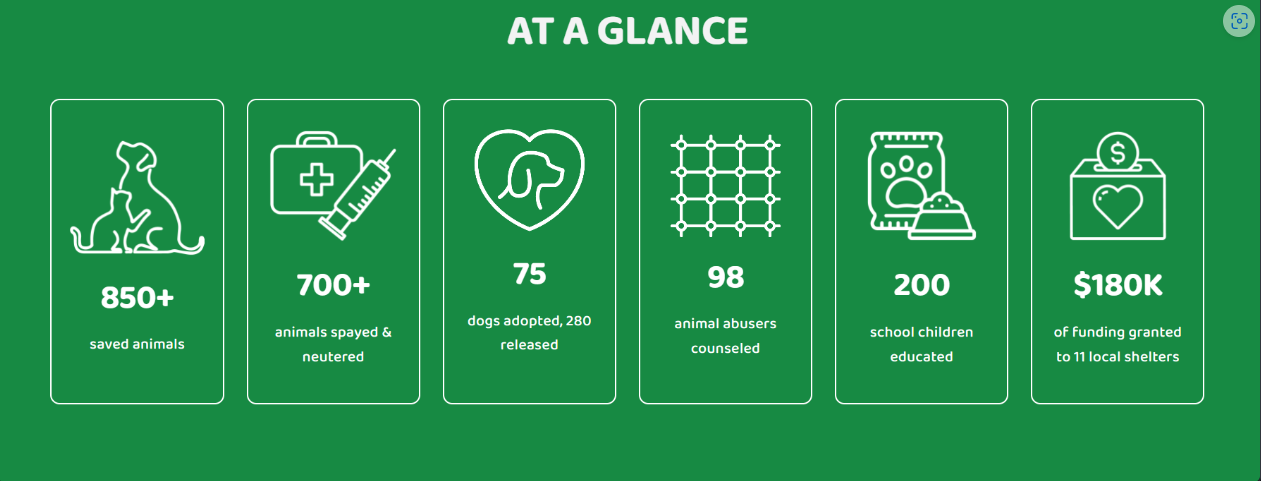 AT A GLANCE
850+
saved animals
700+
animals spayed &
neutered
75
dogs adopted, 280
released
98
animal abusers
counseled
200
school children
educated
$
$180K
of funding granted
to 11 local shelters